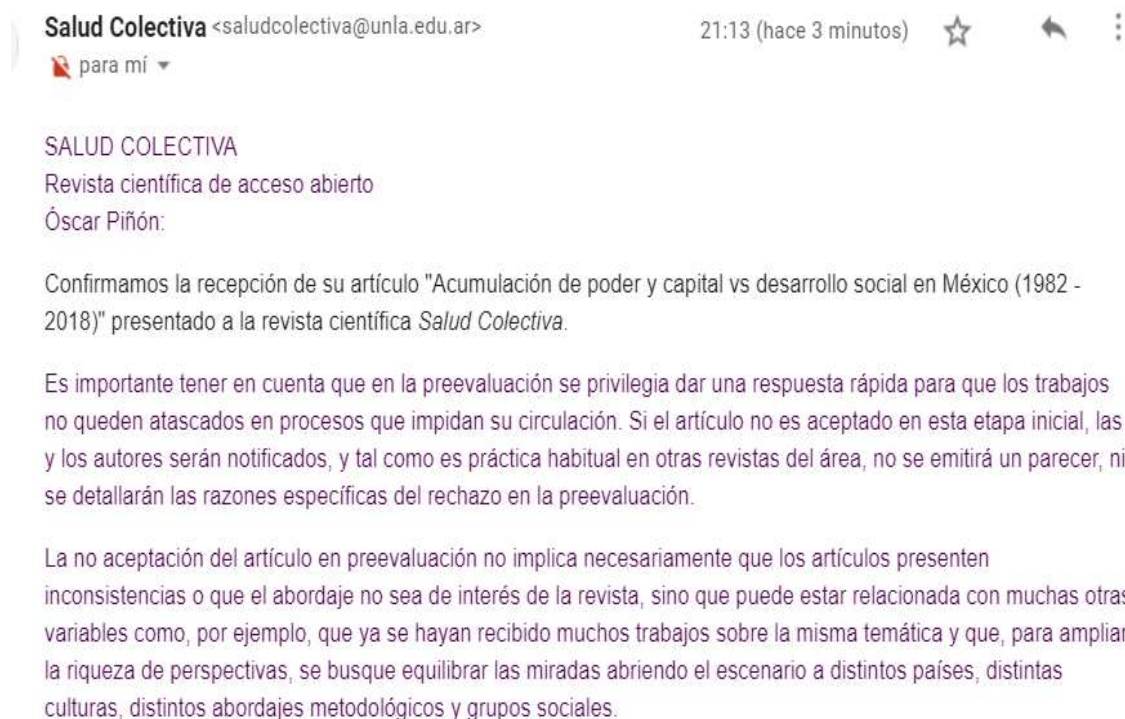 Salud Colectiva <saludcolectiva@unla.edu.ar> 21:13 (hace 3 minutos)
para mí
SALUD COLECTIVA
Revista científica de acceso abierto
Óscar Piñón:
Confirmamos la recepción de su artículo "Acumulación de poder y capital vs desarrollo social en México (1982 -
2018)" presentado a la revista científica Salud Colectiva.
Es importante tener en cuenta que en la preevaluación se privilegia dar una respuesta rápida para que los trabajos
no queden atascados en procesos que impidan su circulación. Si el artículo no es aceptado en esta etapa inicial, las
y los autores serán notificados, y tal como es práctica habitual en otras revistas del área, no se emitirá un parecer, ni
se detallarán las razones específicas del rechazo en la preevaluación.
La no aceptación del artículo en preevaluación no implica necesariamente que los artículos presenten
inconsistencias o que el abordaje no sea de interés de la revista, sino que puede estar relacionada con muchas otras
variables como, por ejemplo, que ya se hayan recibido muchos trabajos sobre la misma temática y que, para ampliar
la riqueza de perspectivas, se busque equilibrar las miradas abriendo el escenario a distintos países, distintas
culturas, distintos abordajes metodológicos y grupos sociales.